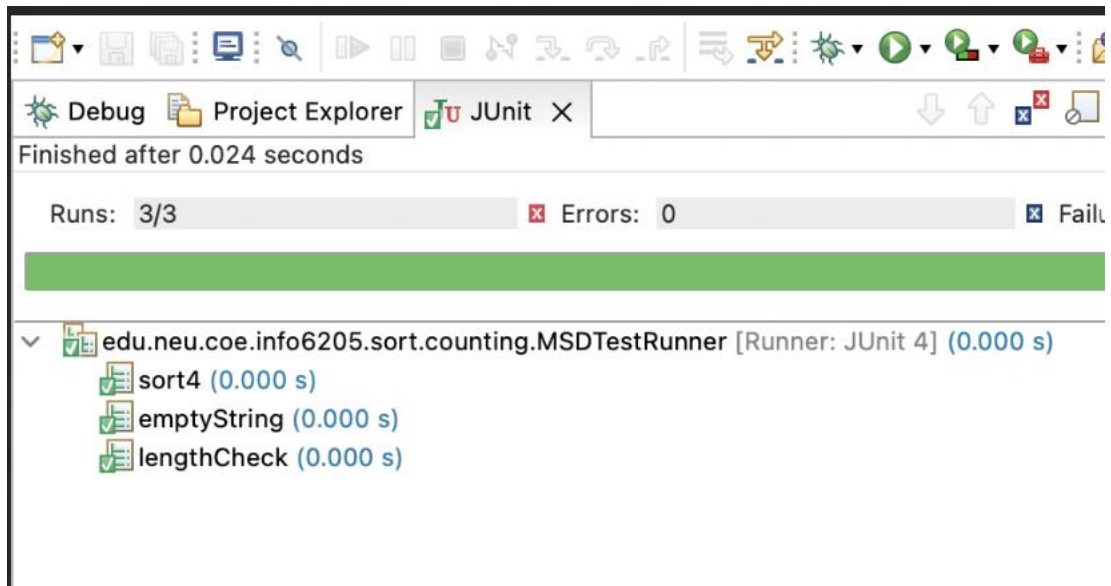 Debug Project Explorer JUnit
Finished after 0.024 seconds
Runs: 3/3 Errors: 0 Failu
edu.neu.coe.info6205.sort.counting.MSDTestRunner [Runner: JUnit 4] (0.000 s)
sort4 (0.000 s)
emptyString (0.000 s)
lengthCheck (0.000 s)